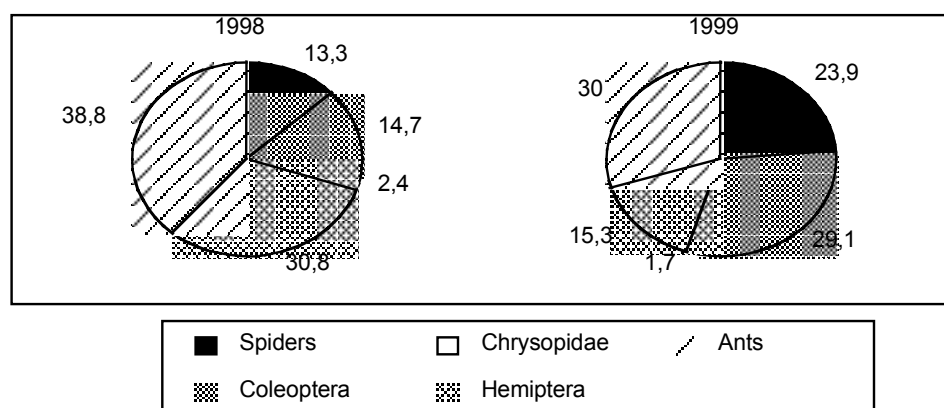 1998
1999
13,3
23,9
38,8
30
14,7
2,4
15,3
29,1
30,8
1,7
Spiders
Chrysopidae
Ants
Coleoptera
Hemiptera